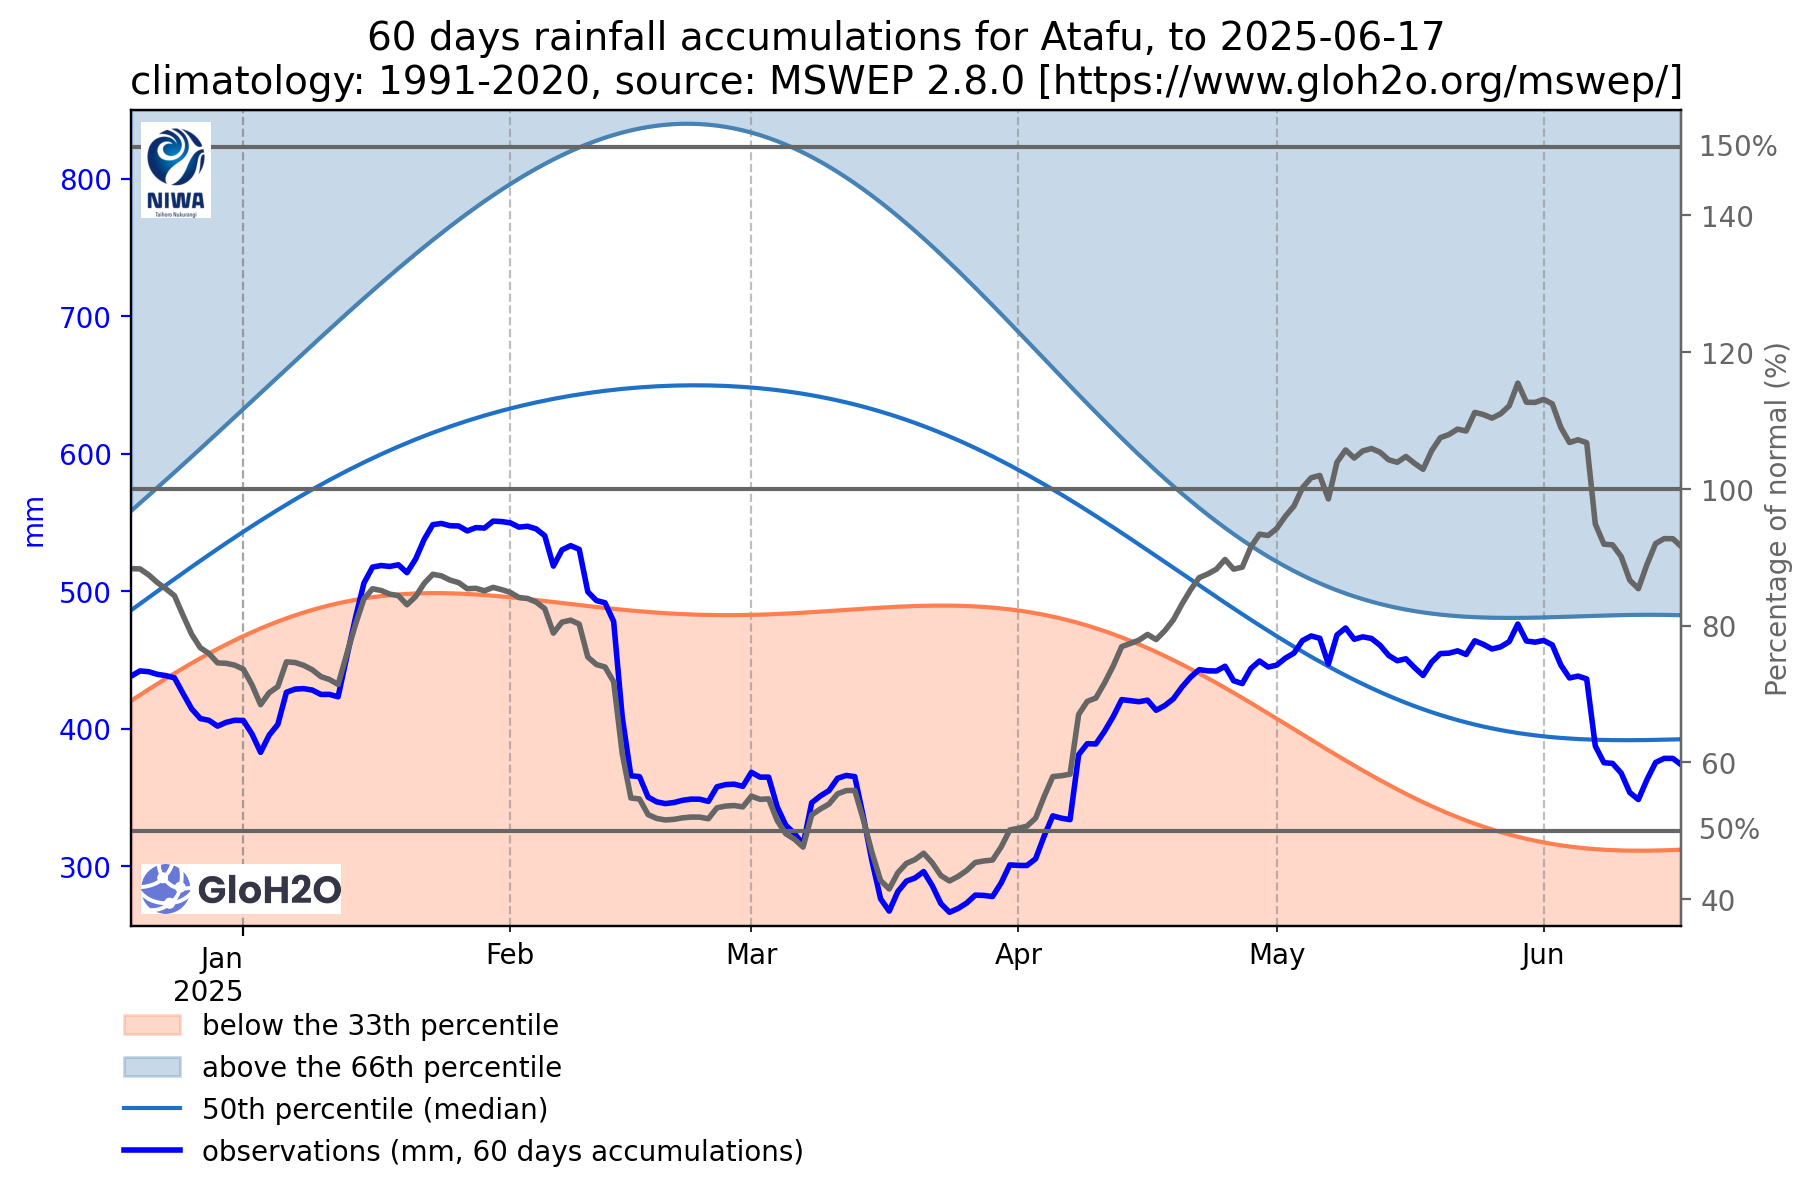 60 days rainfall accumulations for Atafu, to 2025-06-17
climatology: 1991-2020, source: MSWEP 2.8.0 [https://www.gloh2o.org/mswep/]
NIWA
Taihoro Nukurangi
800
700
600
500
400
300
mm
150%
140
120
100
80
60
50%
40
Percentage of normal (%)
GloH2O
Jan
2025
Feb
Mar
Apr
May
Jun
below the 33th percentile
above the 66th percentile
50th percentile (median)
observations (mm, 60 days accumulations)